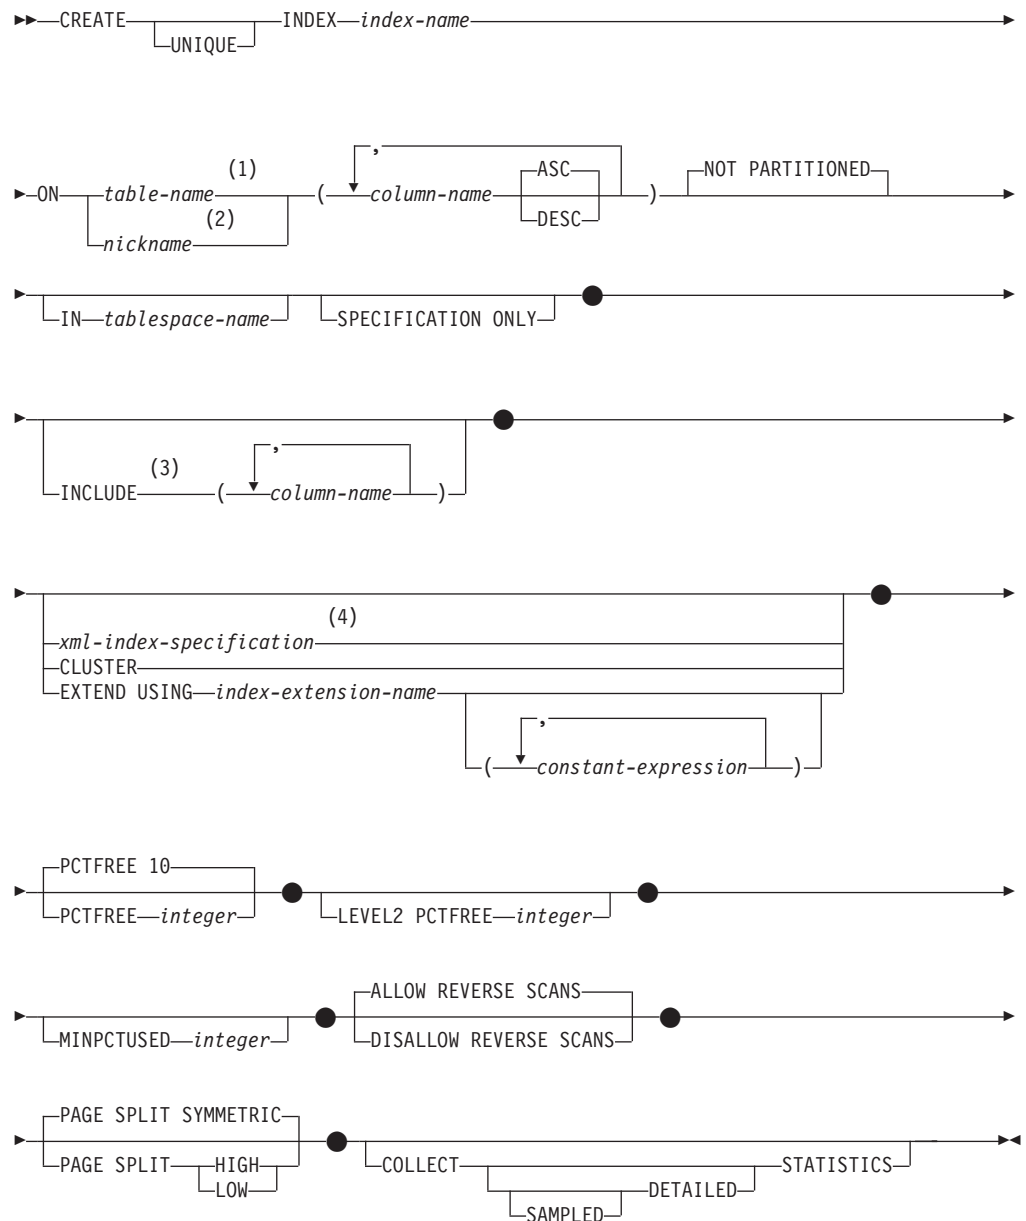 CREATE UNIQUE INDEX index-name
ON table-name (1) nickname (2) ( , column-name ASC DESC ) NOT PARTITIONED
IN tablespace-name SPECIFICATION ONLY
INCLUDE (3) ( , column-name )
xml-index-specification (4)
CLUSTER
EXTEND USING index-extension-name
( , constant-expression )
PCTFREE 10
PCTFREE integer LEVEL2 PCTFREE integer
ALLOW REVERSE SCANS
MINPCTUSED integer DISALLOW REVERSE SCANS
PAGE SPLIT SYMMETRIC
PAGE SPLIT HIGH LOW COLLECT SAMPLED DETAILED STATISTICS